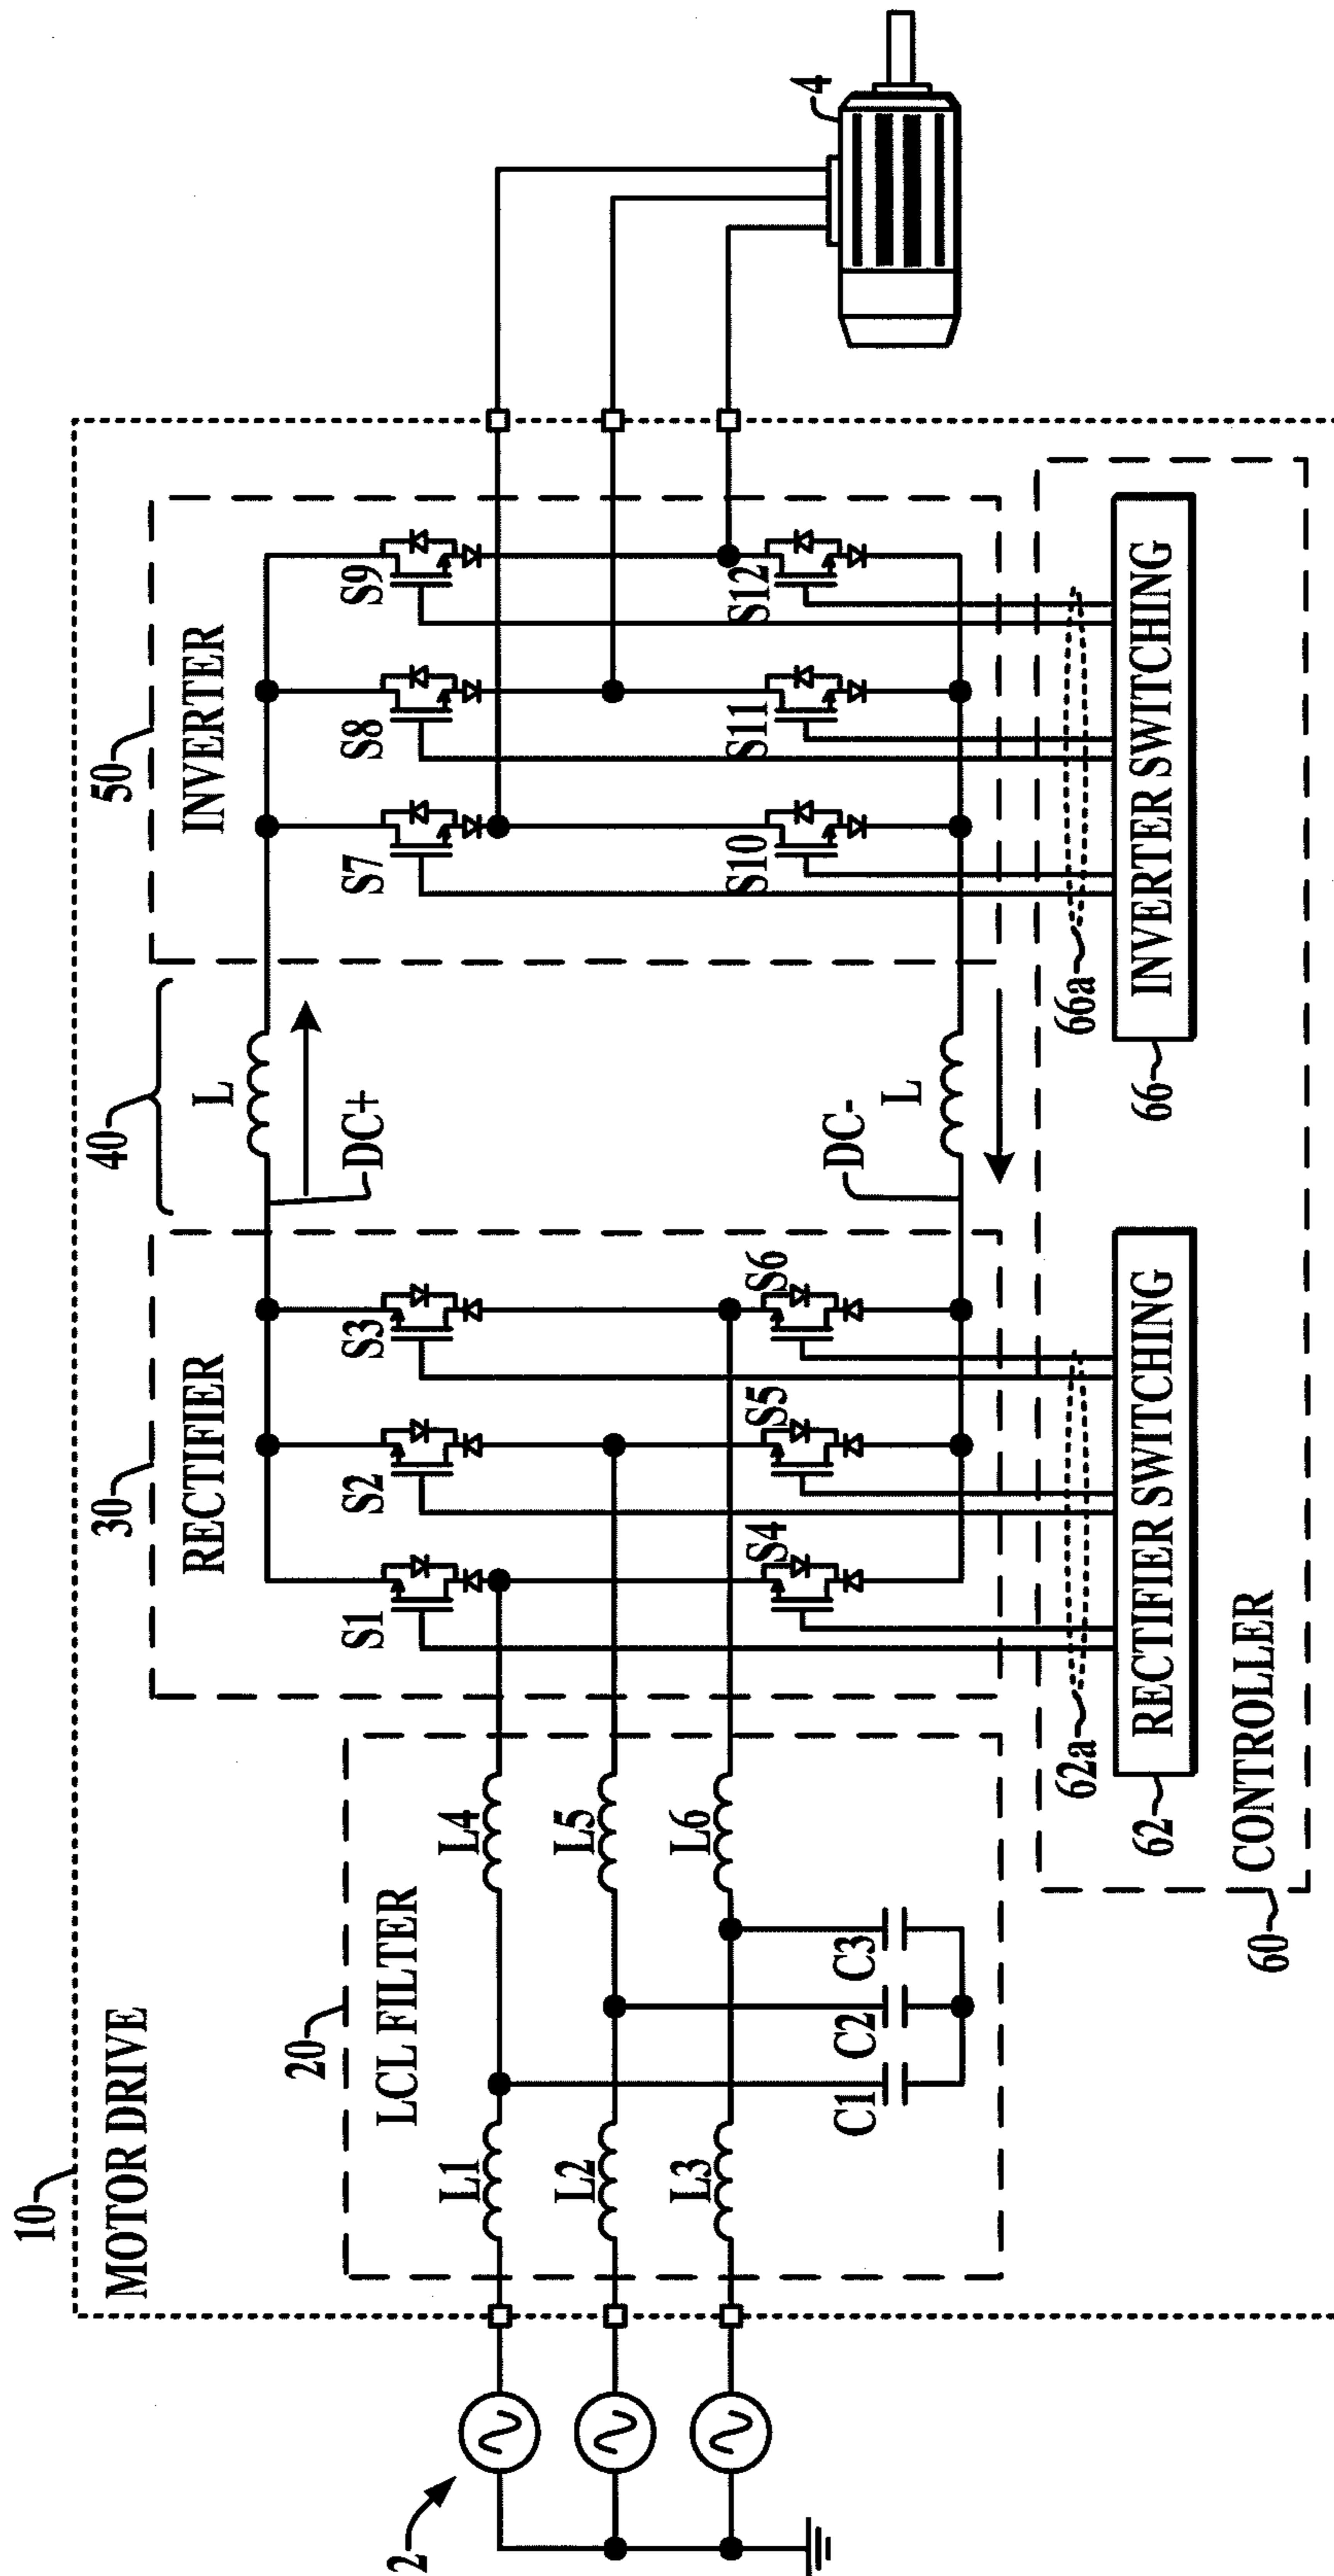 10
MOTOR DRIVE
2
20
LCL FILTER
L1
L2
L3
L4
L5
L6
C1
C2
C3
30
RECTIFIER
S1
S2
S3
S4
S5
S6
40
L
DC+
DC-
L
50
INVERTER
S7
S8
S9
S10
S11
S12
4
62a
62
RECTIFIER SWITCHING
66a
66
INVERTER SWITCHING
60
CONTROLLER